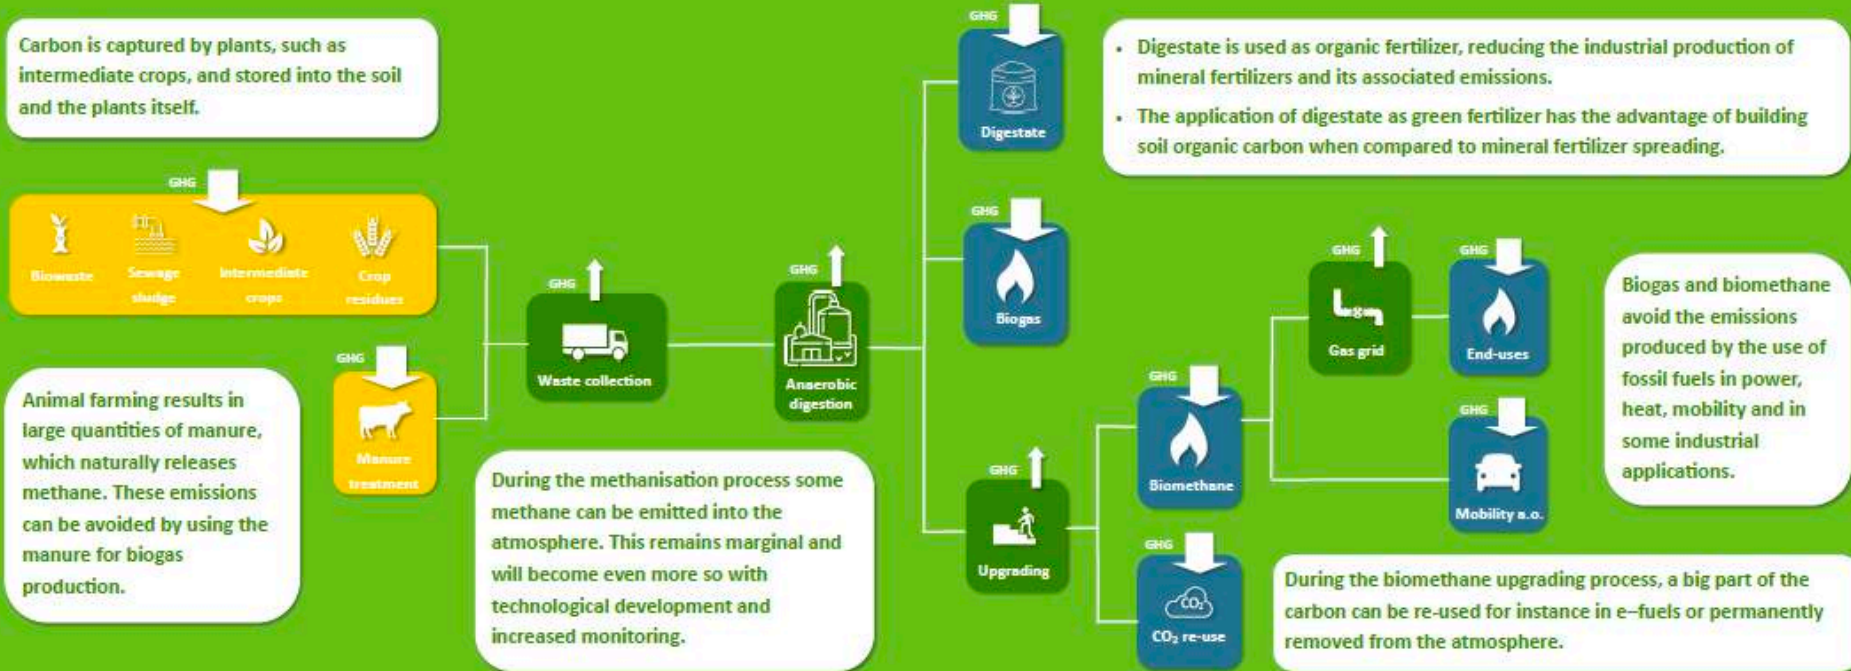 Carbon is captured by plants, such as
intermediate crops, and stored into the soil
and the plants itself.
GHG
Biowaste
Sewage
sludge
Intermediate
crops
Crop
residues
Animal farming results in
large quantities of manure,
which naturally releases
methane. These emissions
can be avoided by using the
manure for biogas
production.
GHG
Manure
treatment
GHG
Waste collection
GHG
Anaerobic
digestion
During the methanisation process some
methane can be emitted into the
atmosphere. This remains marginal and
will become even more so with
technological development and
increased monitoring.
GHG
Digestate
• Digestate is used as organic fertilizer, reducing the industrial production of
mineral fertilizers and its associated emissions.
• The application of digestate as green fertilizer has the advantage of building
soil organic carbon when compared to mineral fertilizer spreading.
GHG
Biogas
GHG
Upgrading
GHG
Biomethane
GHG
CO₂
CO₂ re-use
GHG
Gas grid
GHG
End-uses
GHG
Mobility a.o.
Biogas and biomethane
avoid the emissions
produced by the use of
fossil fuels in power,
heat, mobility and in
some industrial
applications.
During the biomethane upgrading process, a big part of the
carbon can be re-used for instance in e–fuels or permanently
removed from the atmosphere.